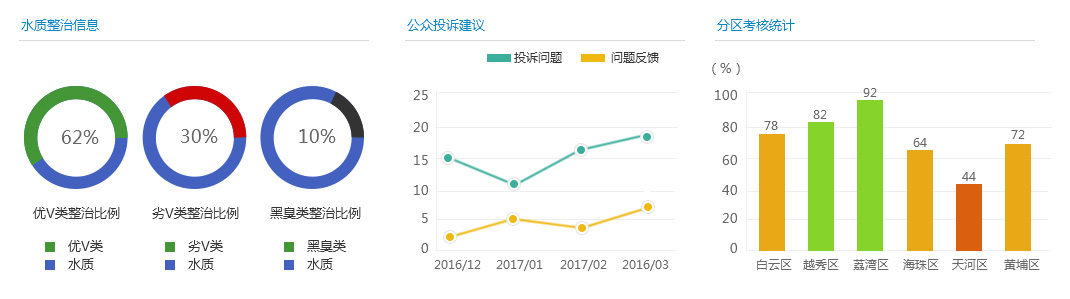 水质整治信息
62%
30%
10%
优V类整治比例
劣V类整治比例
黑臭类整治比例
优V类
劣V类
黑臭类
水质
水质
水质
公众投诉建议
投诉问题
问题反馈
25
20
15
10
5
0
2016/12
2017/01
2017/02
2016/03
分区考核统计
( % )
100
80
60
40
20
0
78
82
92
64
44
72
白云区
越秀区
荔湾区
海珠区
天河区
黄埔区